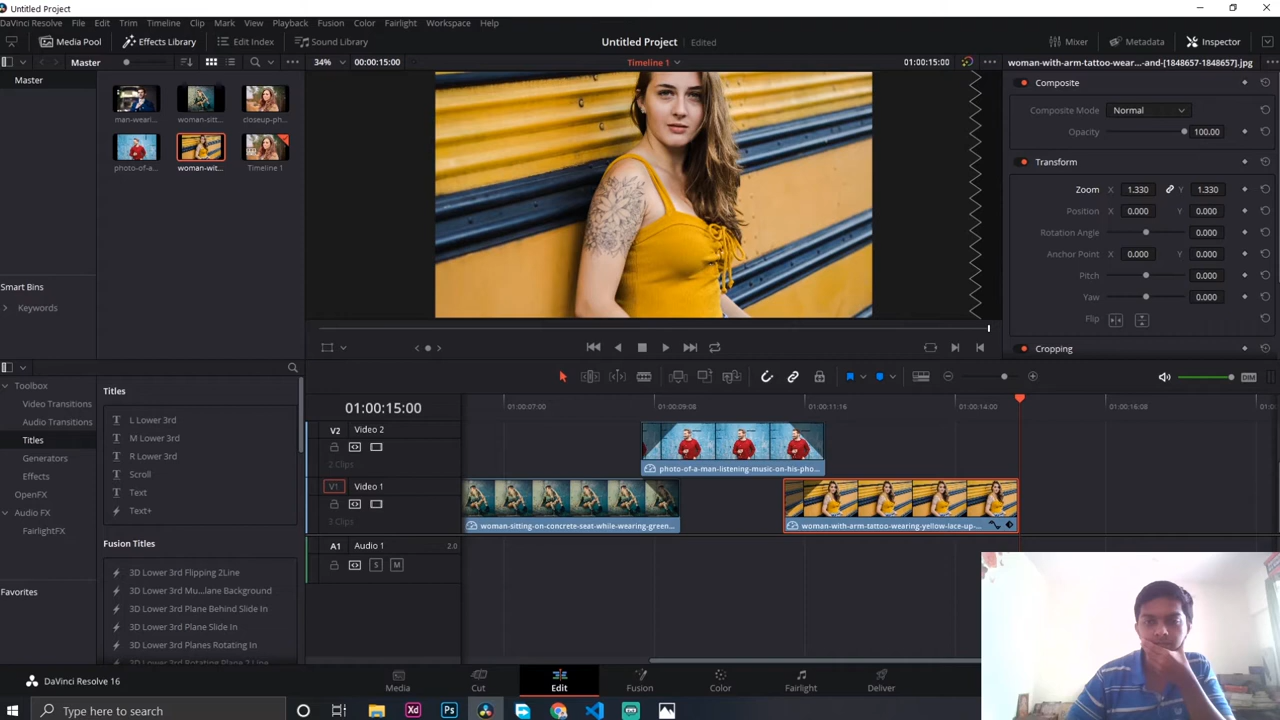 Untitled Project
DaVinci Resolve File Edit Trim Timeline Clip Mark View Playback Fusion Color Fairlight Workspace Help
Media Pool Effects Library Edit Index Sound Library Untitled Project Edited Mixer Metadata Inspector
Master 34% 00:00:15:00 Timeline 1 01:00:15:00 woman-with-arm-tattoo-wear...-and-[1848657-1848657].jpg
Master
Composite
Composite Mode Normal
man-weari... woman-sitt... closeup-ph...
Opacity 100.00
photo-of-a... woman-wit... Timeline 1
Transform
Zoom X 1.330 Y 1.330
Position X 0.000 Y 0.000
Rotation Angle 0.000
Anchor Point X 0.000 Y 0.000
Pitch 0.000
Smart Bins
Yaw 0.000
Keywords
Flip
Cropping
Toolbox
Video Transitions
Audio Transitions
Titles
Generators
Effects
OpenFX
Audio FX
FairlightFX
Favorites
Titles
L Lower 3rd
M Lower 3rd
R Lower 3rd
Scroll
Text
Text+
Fusion Titles
3D Lower 3rd Flipping 2Line
3D Lower 3rd Mu...lane Background
3D Lower 3rd Plane Behind Slide In
3D Lower 3rd Plane Slide In
3D Lower 3rd Planes Rotating In
3D Lower 3rd Rotating Plane 2 Line
DIM
01:00:15:00 01:00:07:00 01:00:09:08 01:00:11:16 01:00:14:00 01:00:16:08
V2 Video 2
2 Clips
photo-of-a-man-listening-music-on-his-pho...
V1 Video 1
3 Clips
woman-sitting-on-concrete-seat-while-wearing-green... woman-with-arm-tattoo-wearing-yellow-lace-up-...
A1 Audio 1 2.0
S M
DaVinci Resolve 16 Media Cut Edit Fusion Color Fairlight Deliver
Type here to search Xd Ps